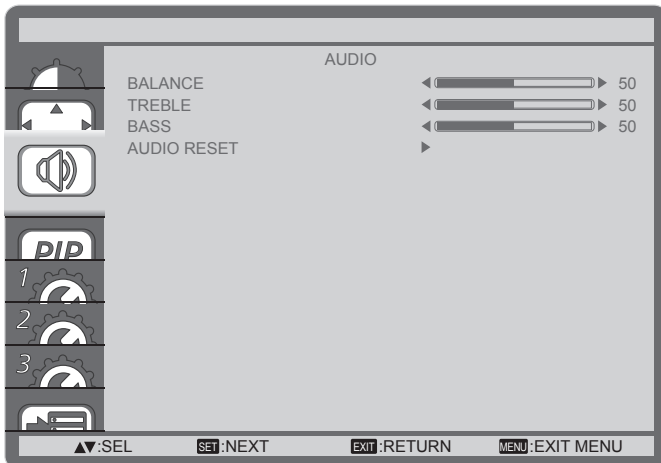 AUDIO
BALANCE 50
TREBLE 50
BASS 50
AUDIO RESET
PIP
1
2
3
▲▼:SEL SET:NEXT EXIT:RETURN MENU:EXIT MENU